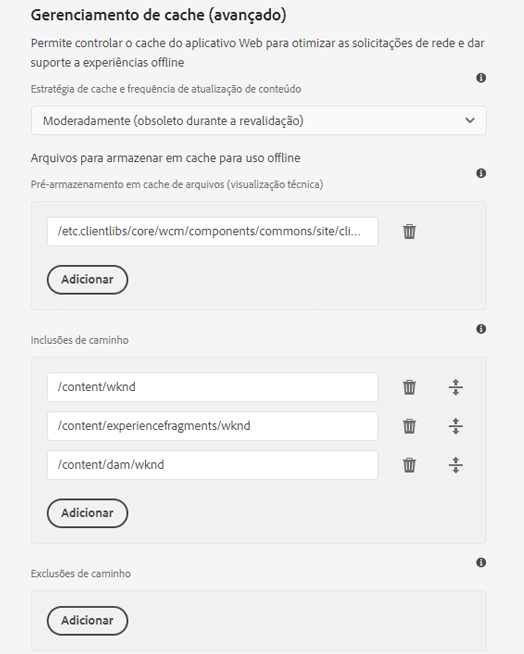 Gerenciamento de cache (avançado)
Permite controlar o cache do aplicativo Web para otimizar as solicitações de rede e dar
suporte a experiências offline
Estratégia de cache e frequência de atualização de conteúdo
Moderadamente (obsoleto durante a revalidação)
Arquivos para armazenar em cache para uso offline
Pré-armazenamento em cache de arquivos (visualização técnica)
/etc.clientlibs/core/wcm/components/commons/site/cli...
Adicionar
Inclusões de caminho
/content/wknd
/content/experiencefragments/wknd
/content/dam/wknd
Adicionar
Exclusões de caminho
Adicionar